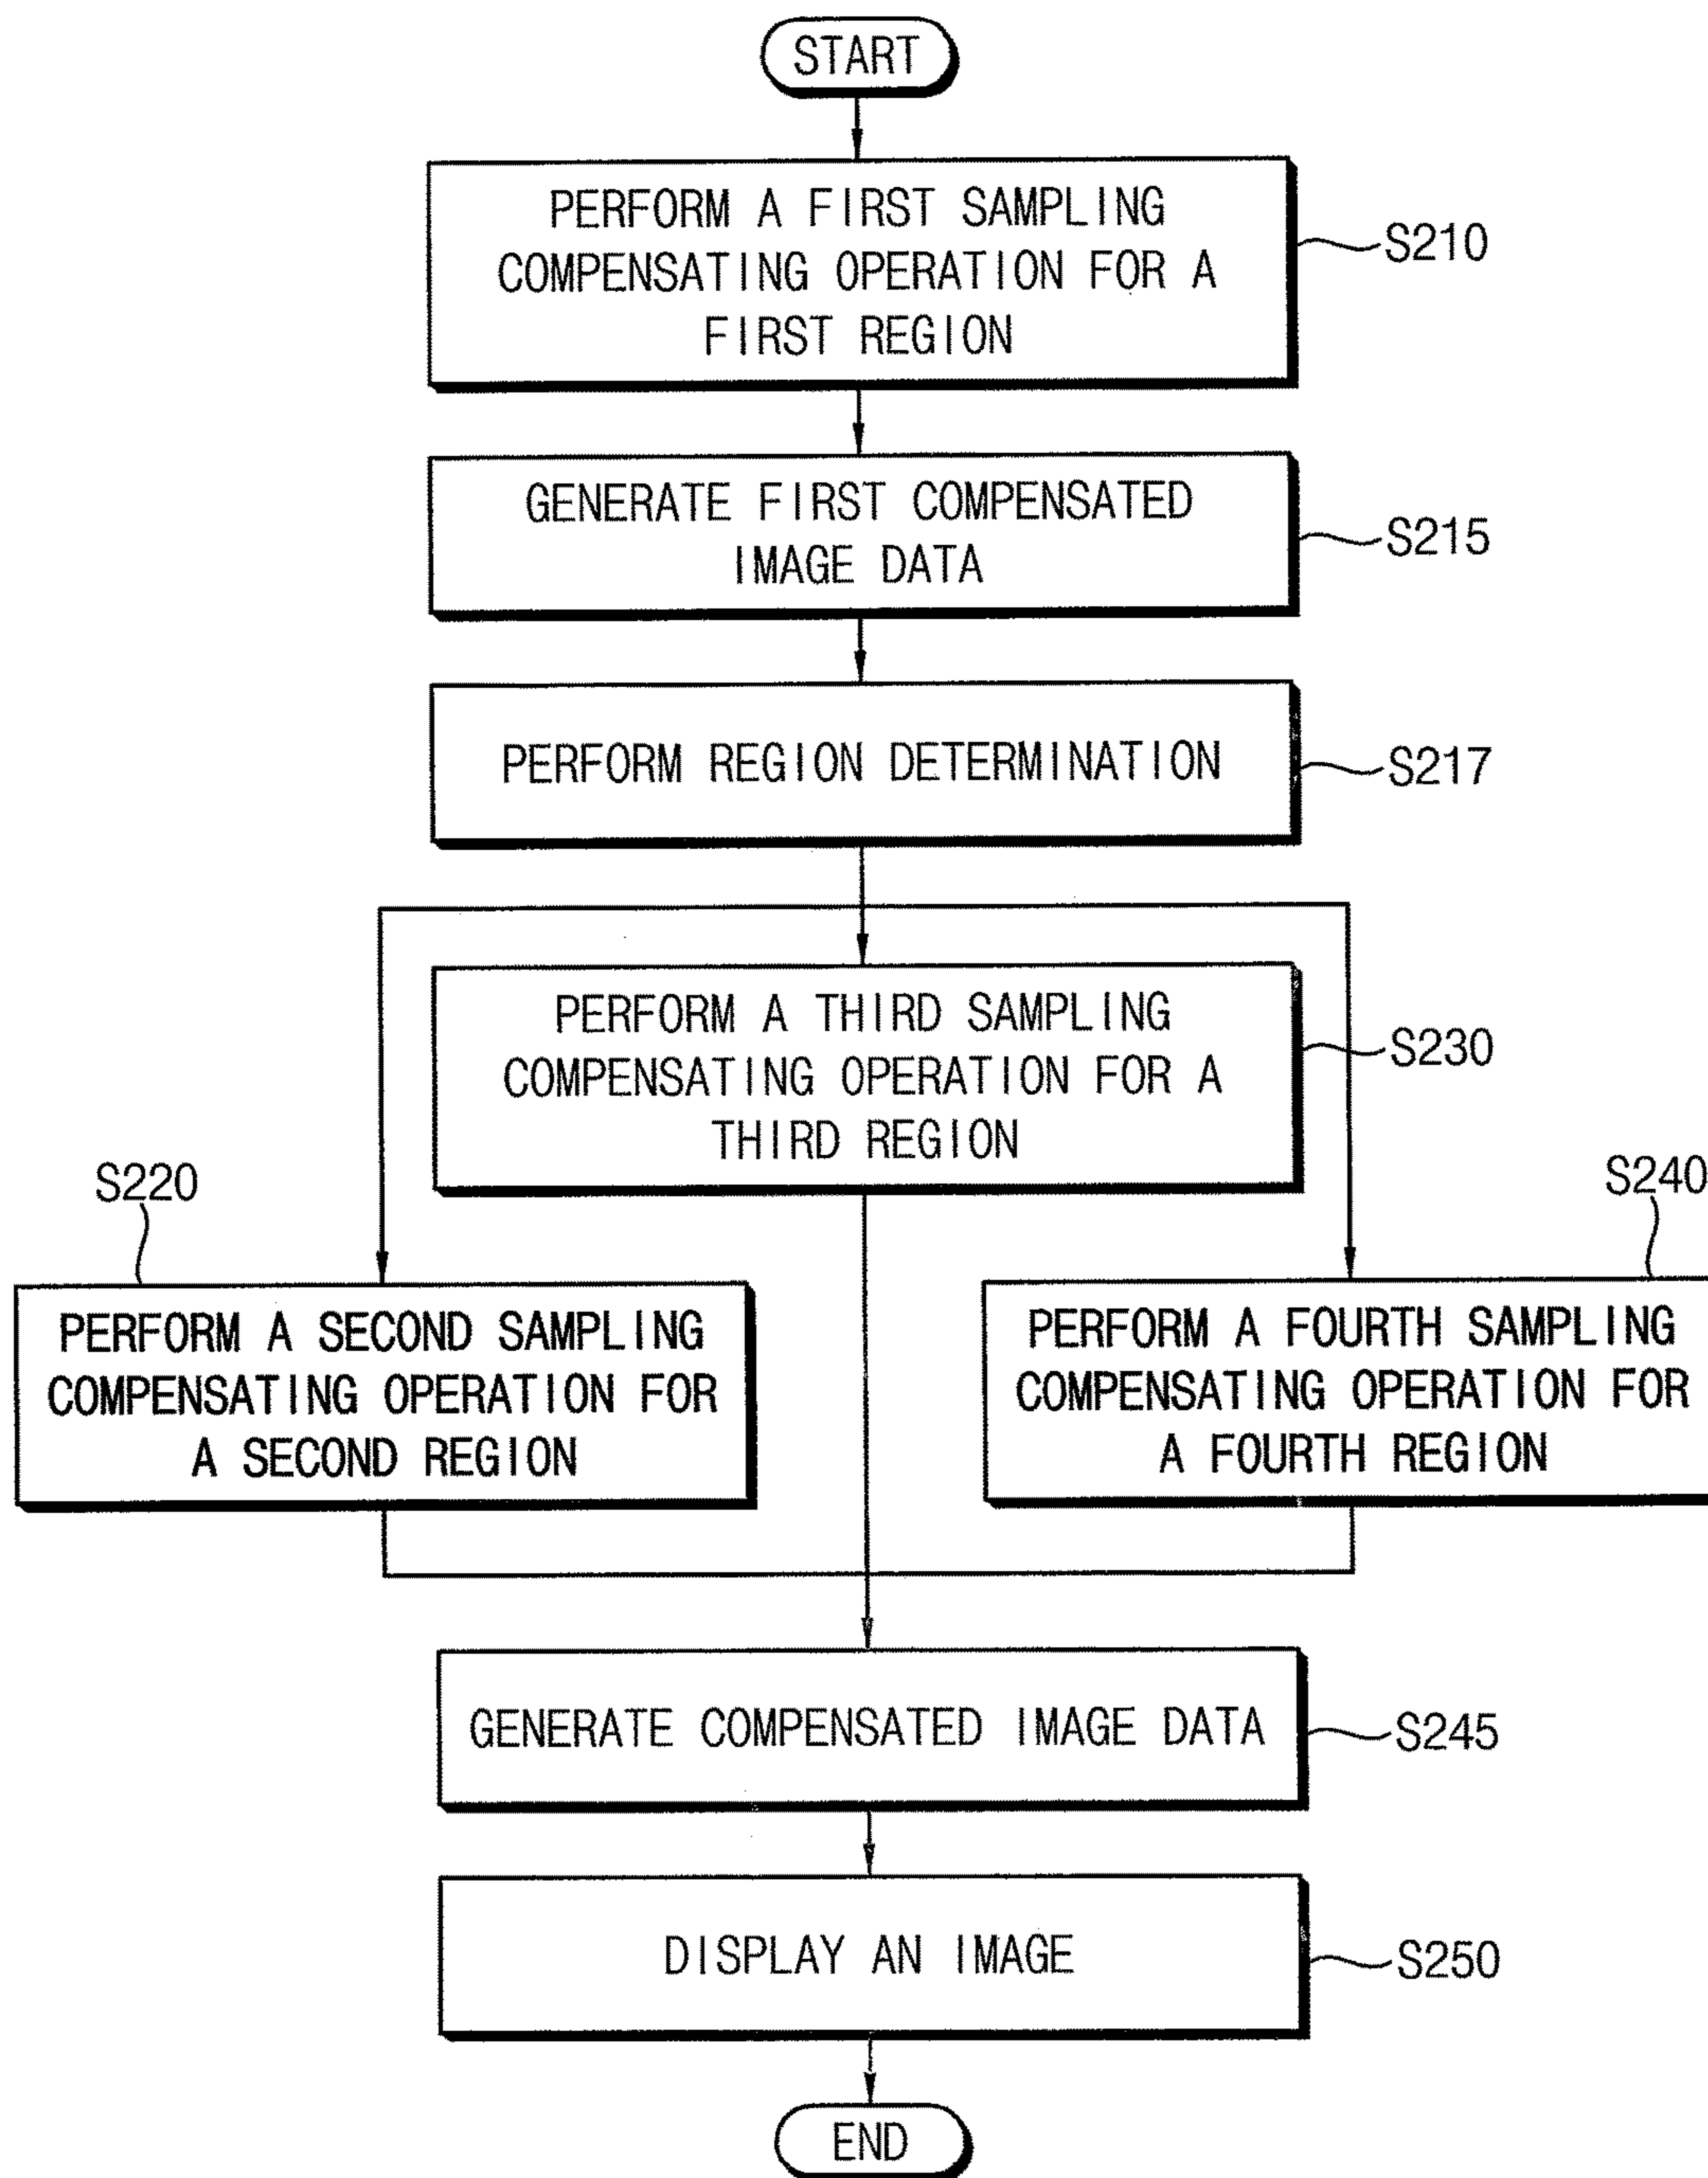 START
PERFORM A FIRST SAMPLING
COMPENSATING OPERATION FOR A
FIRST REGION
S210
GENERATE FIRST COMPENSATED
IMAGE DATA
S215
PERFORM REGION DETERMINATION
S217
PERFORM A THIRD SAMPLING
COMPENSATING OPERATION FOR A
THIRD REGION
S230
S220
PERFORM A SECOND SAMPLING
COMPENSATING OPERATION FOR
A SECOND REGION
S240
PERFORM A FOURTH SAMPLING
COMPENSATING OPERATION FOR
A FOURTH REGION
GENERATE COMPENSATED IMAGE DATA
S245
DISPLAY AN IMAGE
S250
END